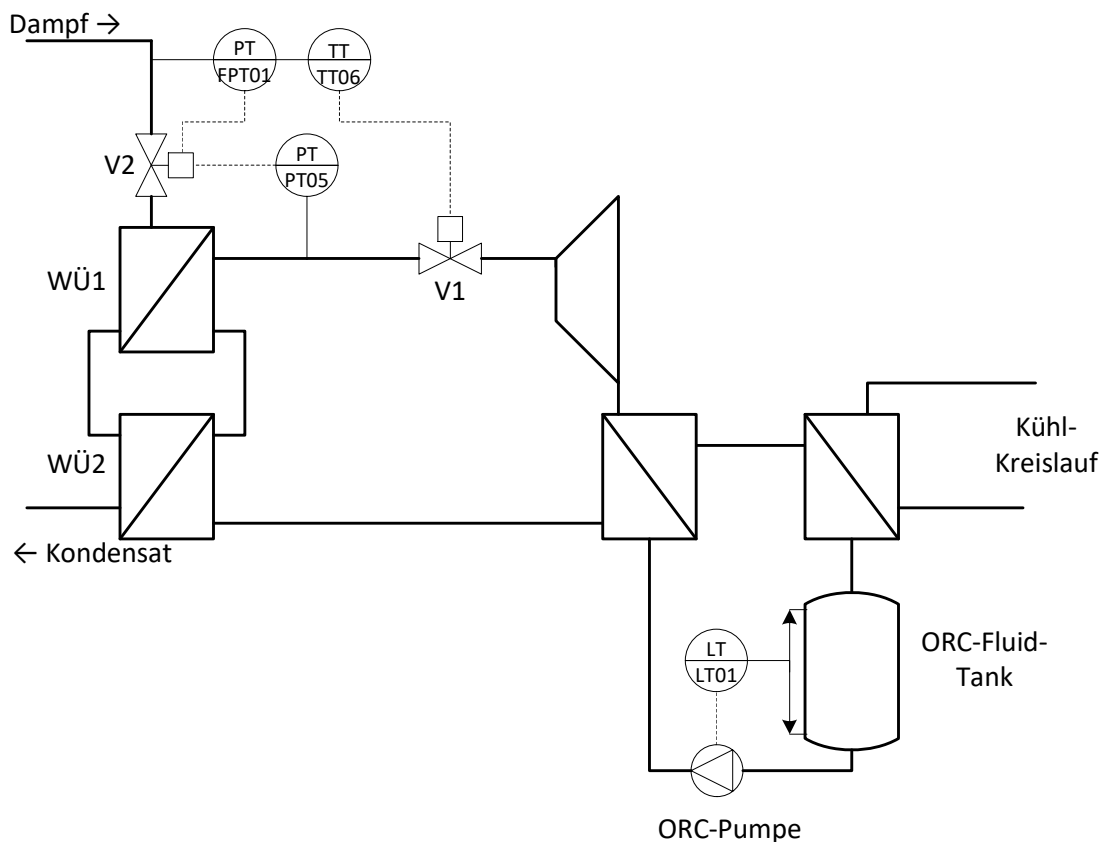 Dampf →
PT
FPT01
TT
TT06
V2
PT
PT05
WÜ1
V1
WÜ2
Kühl-
Kreislauf
← Kondensat
LT
LT01
ORC-Fluid-
Tank
ORC-Pumpe